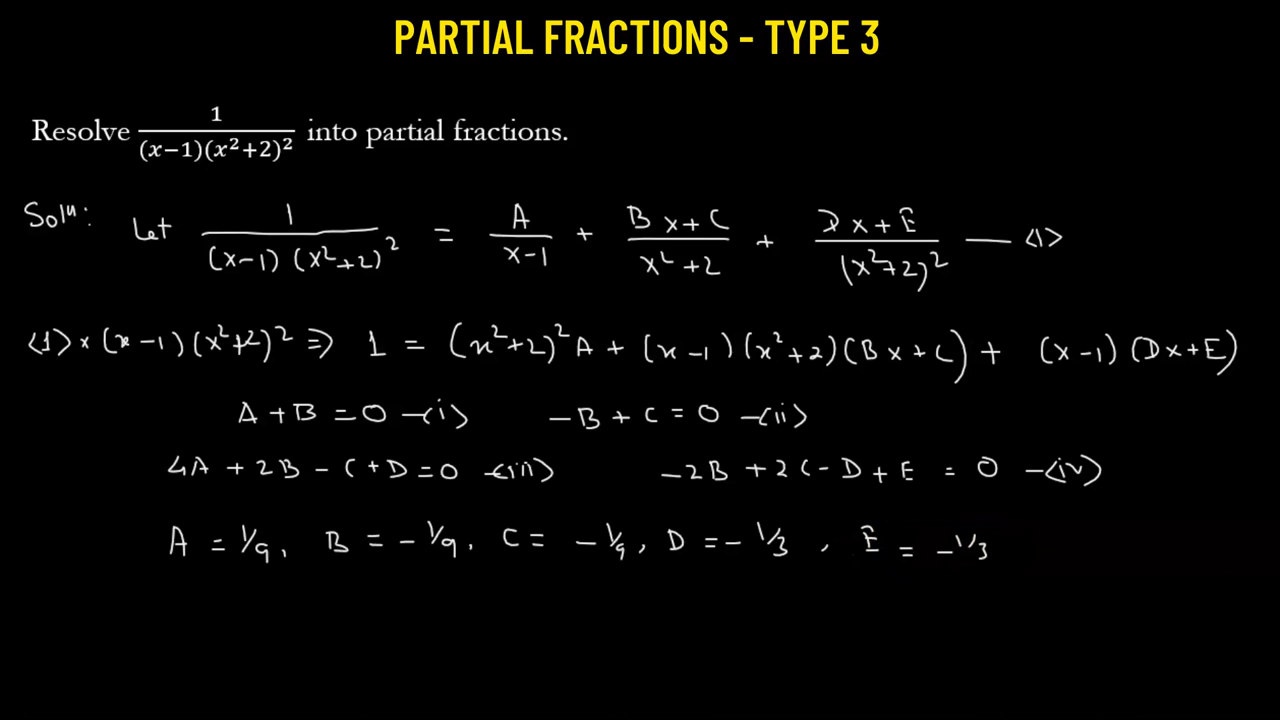 PARTIAL FRACTIONS - TYPE 3
Resolve 1/((x−1)(x²+2)²) into partial fractions.
Solu: Let 1/((x-1)(x²+2)²) = A/(x-1) + (Bx+C)/(x²+2) + (Dx+E)/(x²+2)² — <1>
<1> × (x-1)(x²+2)² ⇒ 1 = (x²+2)²A + (x-1)(x²+2)(Bx+C) + (x-1)(Dx+E)
A+B=0 —<i> -B+C=0 —<ii>
4A+2B-C+D=0 —<iii> -2B+2C-D+E=0 —<iv>
A=1/9, B=-1/9, C=-1/9, D=-1/3, E=-1/3